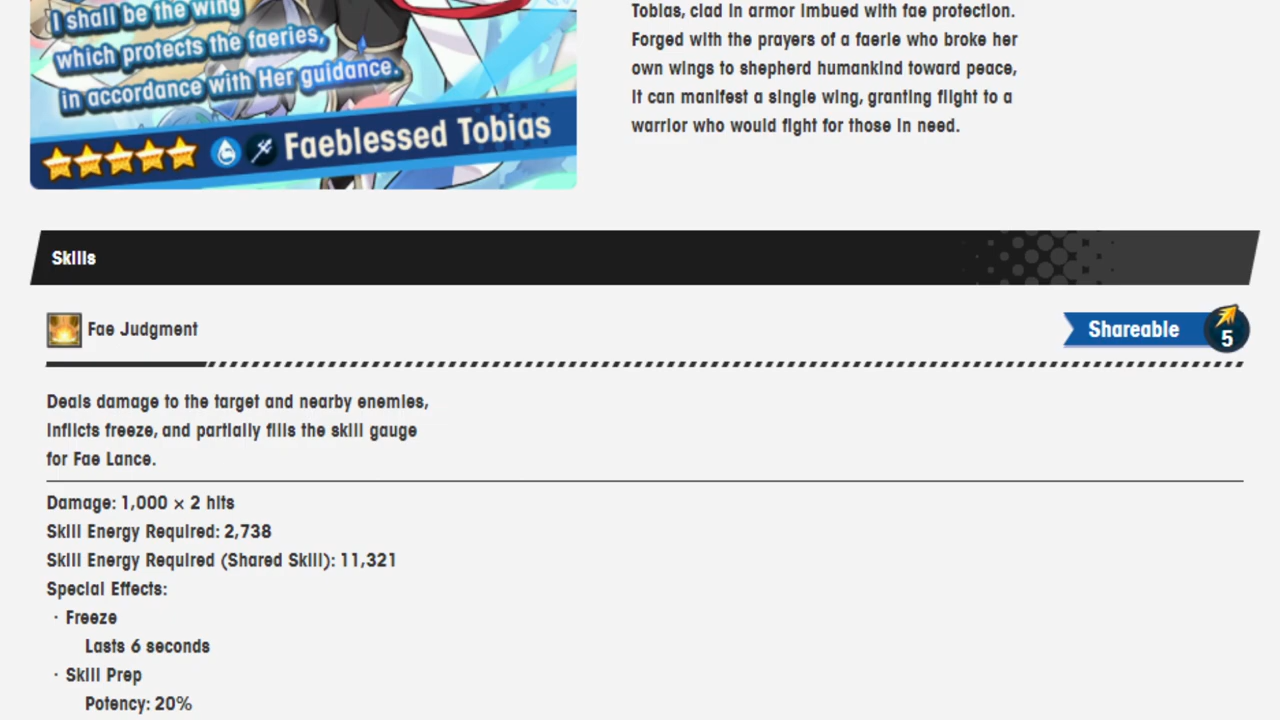 I shall be the wing
which protects the faeries,
in accordance with Her guidance.
Faeblessed Tobias
Tobias, clad in armor imbued with fae protection.
Forged with the prayers of a faerie who broke her
own wings to shepherd humankind toward peace,
it can manifest a single wing, granting flight to a
warrior who would fight for those in need.
Skills
Fae Judgment
Shareable
5
Deals damage to the target and nearby enemies,
inflicts freeze, and partially fills the skill gauge
for Fae Lance.
Damage: 1,000 × 2 hits
Skill Energy Required: 2,738
Skill Energy Required (Shared Skill): 11,321
Special Effects:
・Freeze
Lasts 6 seconds
・Skill Prep
Potency: 20%